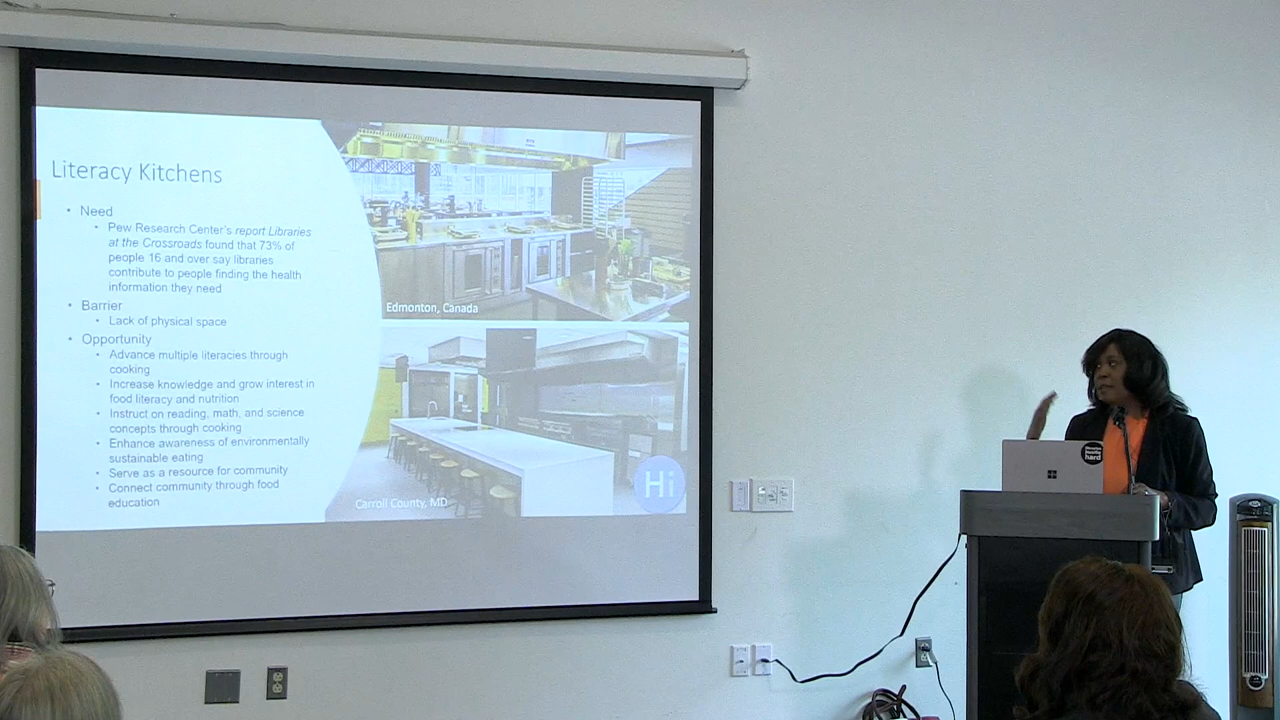 Literacy Kitchens
• Need
• Pew Research Center's report Libraries
at the Crossroads found that 73% of
people 16 and over say libraries
contribute to people finding the health
information they need
• Barrier
• Lack of physical space
• Opportunity
• Advance multiple literacies through
cooking
• Increase knowledge and grow interest in
food literacy and nutrition
• Instruct on reading, math, and science
concepts through cooking
• Enhance awareness of environmentally
sustainable eating
• Serve as a resource for community
• Connect community through food
education
Edmonton, Canada
Carroll County, MD
Hi
hard